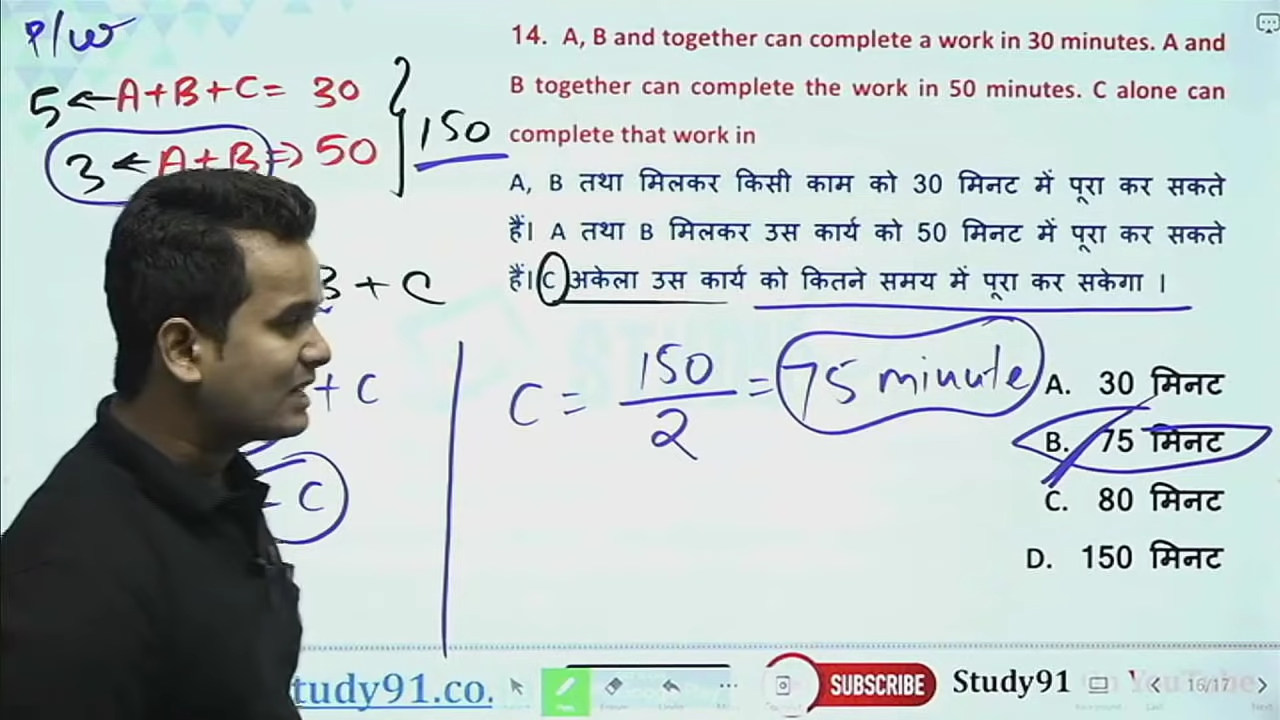 P/W
5 ← A+B+C = 30
3 ← A+B => 50
150
B + C
+ C
- C
14. A, B and together can complete a work in 30 minutes. A and
B together can complete the work in 50 minutes. C alone can
complete that work in
A, B तथा मिलकर किसी काम को 30 मिनट में पूरा कर सकते
हैं। A तथा B मिलकर उस कार्य को 50 मिनट में पूरा कर सकते
हैं। C अकेला उस कार्य को कितने समय में पूरा कर सकेगा ।
C = 150/2 = 75 minute
A. 30 मिनट
B. 75 मिनट
C. 80 मिनट
D. 150 मिनट
tudy91.co.
SUBSCRIBE
Study91
16/17